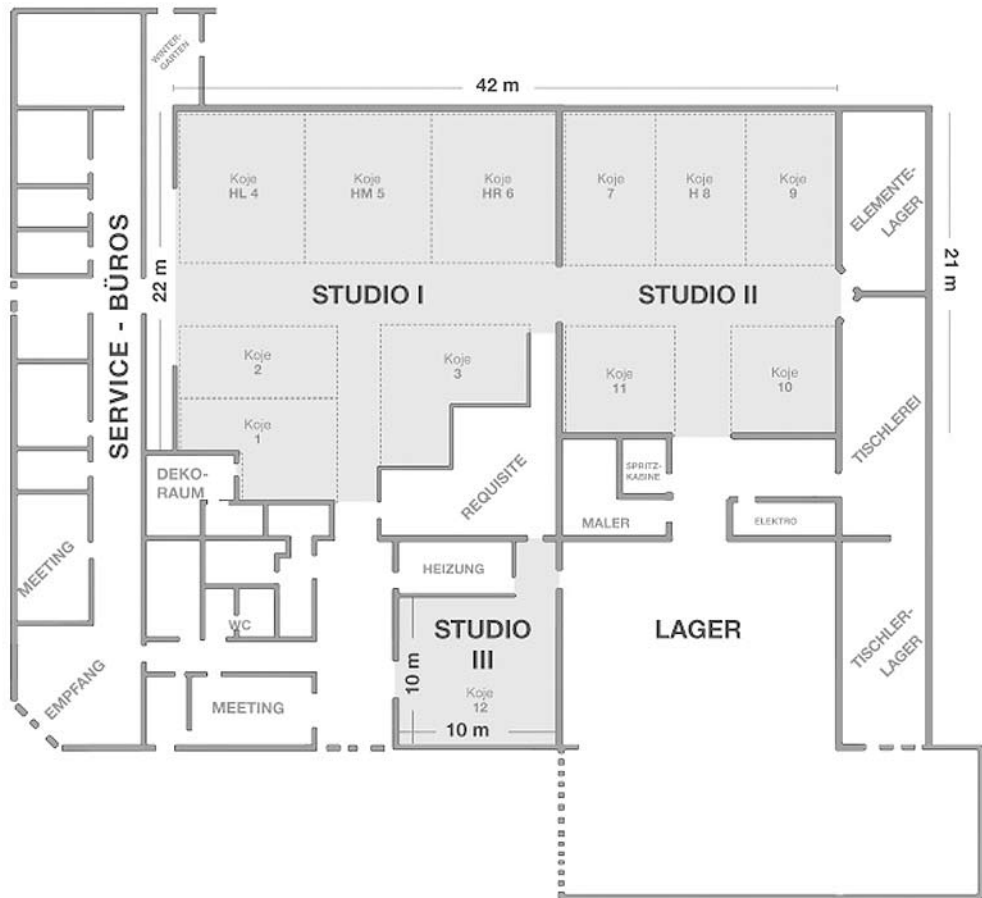 WINTER-
GARTEN
42 m
Koje
HL 4
Koje
HM 5
Koje
HR 6
Koje
7
Koje
H 8
Koje
9
ELEMENTE-
LAGER
SERVICE - BÜROS
22 m
STUDIO I
STUDIO II
21 m
Koje
2
Koje
3
Koje
11
Koje
10
Koje
1
TISCHLEREI
DEKO-
RAUM
REQUISITE
SPRITZ-
KABINE
MALER
ELEKTRO
MEETING
HEIZUNG
WC
STUDIO
III
LAGER
TISCHLER-
LAGER
10 m
EMPFANG
MEETING
Koje
12
10 m